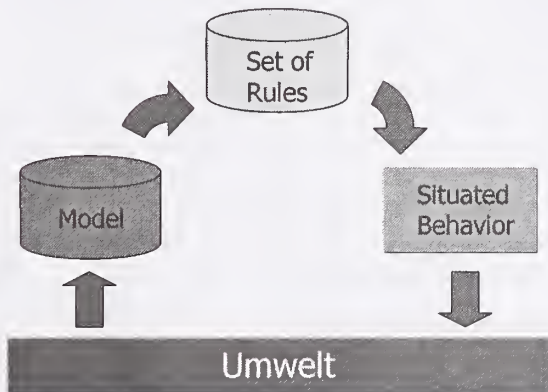 Set of
Rules
Model
Situated
Behavior
Umwelt